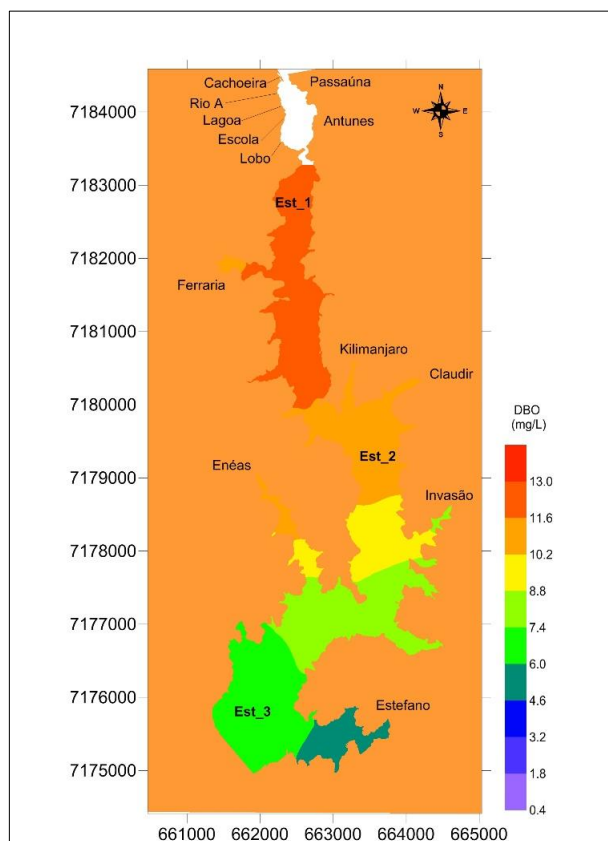 Cachoeira
Passaúna
Rio A
Lagoa
Antunes
Escola
Lobo
N
W
E
S
Est_1
Ferraria
Kilimanjaro
Claudir
Est_2
Enéas
Invasão
Est_3
Estefano
7184000
7183000
7182000
7181000
7180000
7179000
7178000
7177000
7176000
7175000
661000 662000 663000 664000 665000
DBO
(mg/L)
13.0
11.6
10.2
8.8
7.4
6.0
4.6
3.2
1.8
0.4